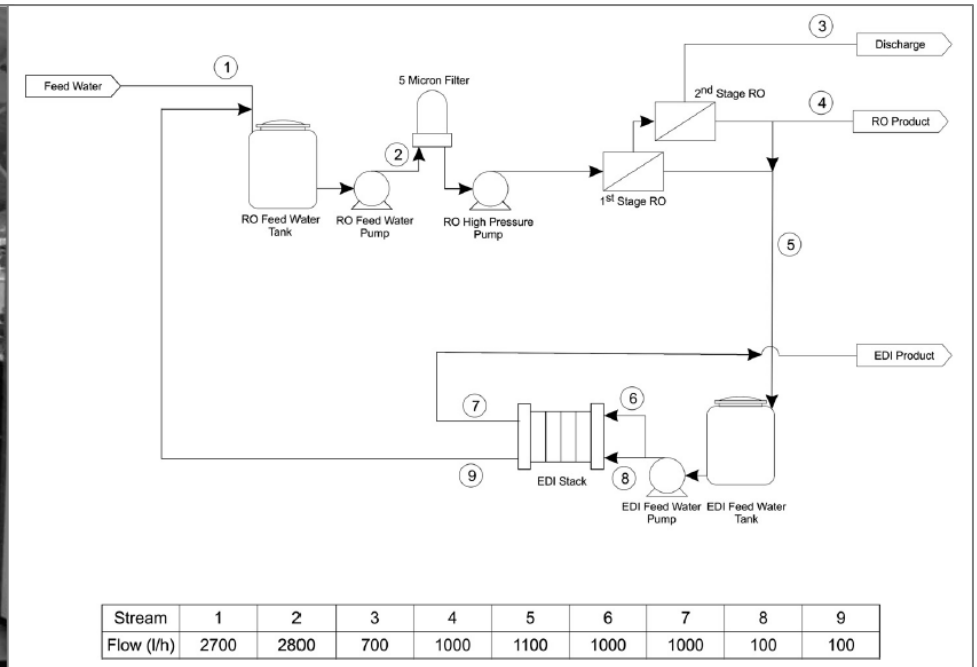 3
Discharge
1
Feed Water
5 Micron Filter
2nd Stage RO
4
RO Product
2
1st Stage RO
RO Feed Water
Tank
RO Feed Water
Pump
RO High Pressure
Pump
5
EDI Product
7
6
9
EDI Stack
8
EDI Feed Water
Pump
EDI Feed Water
Tank
Stream 1 2 3 4 5 6 7 8 9
Flow (l/h) 2700 2800 700 1000 1100 1000 1000 100 100